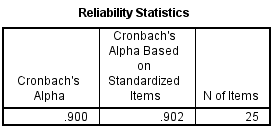 Reliability Statistics
Cronbach's
Alpha
Cronbach's
Alpha Based
on
Standardized
Items
N of Items
.900
.902
25